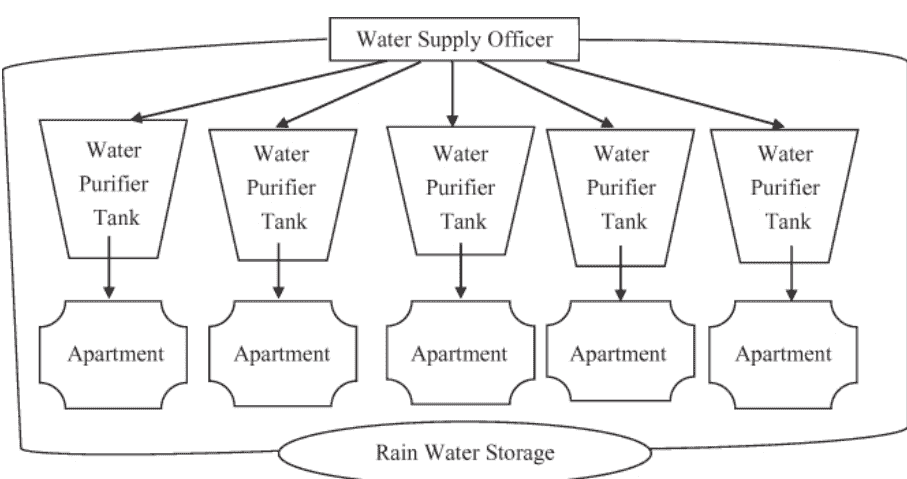 Water Supply Officer
Water
Purifier
Tank
Water
Purifier
Tank
Water
Purifier
Tank
Water
Purifier
Tank
Water
Purifier
Tank
Apartment
Apartment
Apartment
Apartment
Apartment
Rain Water Storage